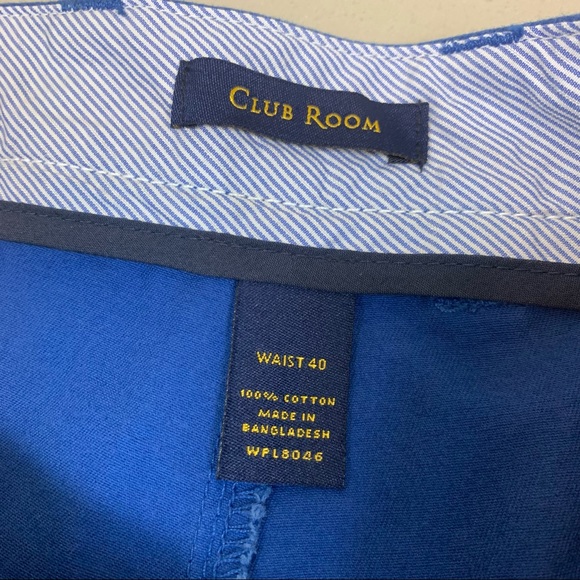 CLUB ROOM
WAIST 40
100% COTTON
MADE IN
BANGLADESH
WPL8046